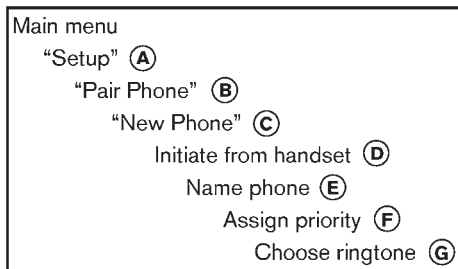 Main menu
“Setup” Ⓐ
“Pair Phone” Ⓑ
“New Phone” Ⓒ
Initiate from handset Ⓓ
Name phone Ⓔ
Assign priority Ⓕ
Choose ringtone Ⓖ